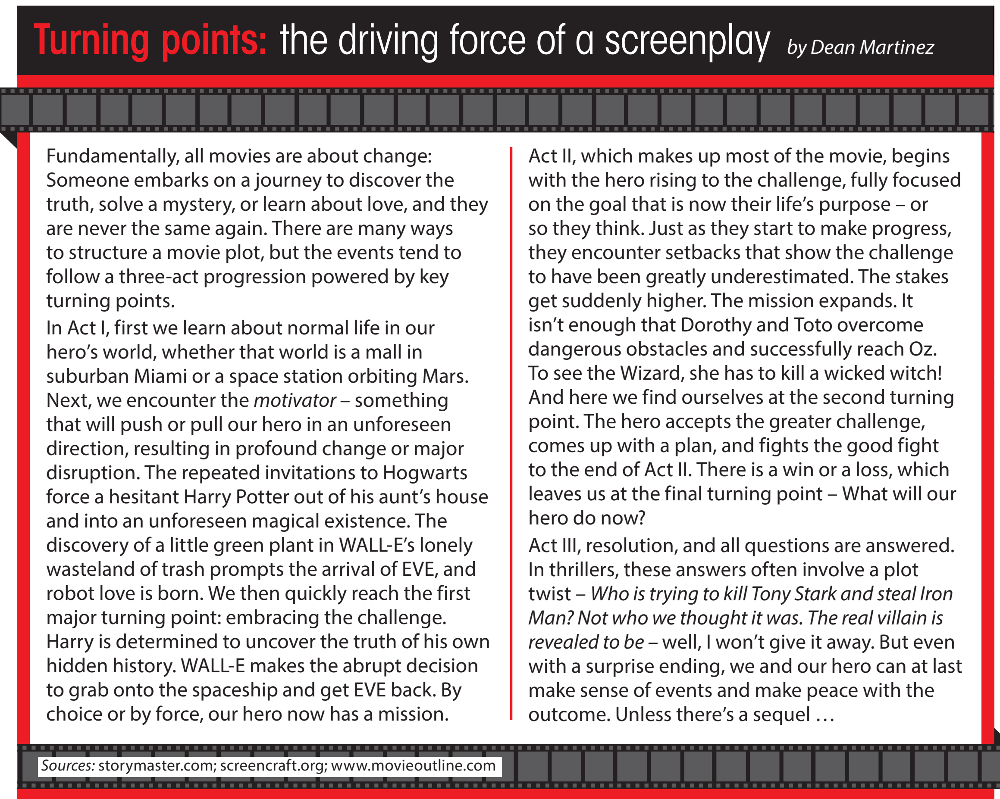 Turning points: the driving force of a screenplay by Dean Martinez
Fundamentally, all movies are about change:
Someone embarks on a journey to discover the
truth, solve a mystery, or learn about love, and they
are never the same again. There are many ways
to structure a movie plot, but the events tend to
follow a three-act progression powered by key
turning points.
In Act I, first we learn about normal life in our
hero’s world, whether that world is a mall in
suburban Miami or a space station orbiting Mars.
Next, we encounter the motivator – something
that will push or pull our hero in an unforeseen
direction, resulting in profound change or major
disruption. The repeated invitations to Hogwarts
force a hesitant Harry Potter out of his aunt’s house
and into an unforeseen magical existence. The
discovery of a little green plant in WALL-E’s lonely
wasteland of trash prompts the arrival of EVE, and
robot love is born. We then quickly reach the first
major turning point: embracing the challenge.
Harry is determined to uncover the truth of his own
hidden history. WALL-E makes the abrupt decision
to grab onto the spaceship and get EVE back. By
choice or by force, our hero now has a mission.
Act II, which makes up most of the movie, begins
with the hero rising to the challenge, fully focused
on the goal that is now their life’s purpose – or
so they think. Just as they start to make progress,
they encounter setbacks that show the challenge
to have been greatly underestimated. The stakes
get suddenly higher. The mission expands. It
isn’t enough that Dorothy and Toto overcome
dangerous obstacles and successfully reach Oz.
To see the Wizard, she has to kill a wicked witch!
And here we find ourselves at the second turning
point. The hero accepts the greater challenge,
comes up with a plan, and fights the good fight
to the end of Act II. There is a win or a loss, which
leaves us at the final turning point – What will our
hero do now?
Act III, resolution, and all questions are answered.
In thrillers, these answers often involve a plot
twist – Who is trying to kill Tony Stark and steal Iron
Man? Not who we thought it was. The real villain is
revealed to be – well, I won’t give it away. But even
with a surprise ending, we and our hero can at last
make sense of events and make peace with the
outcome. Unless there’s a sequel …
Sources: storymaster.com; screencraft.org; www.movieoutline.com